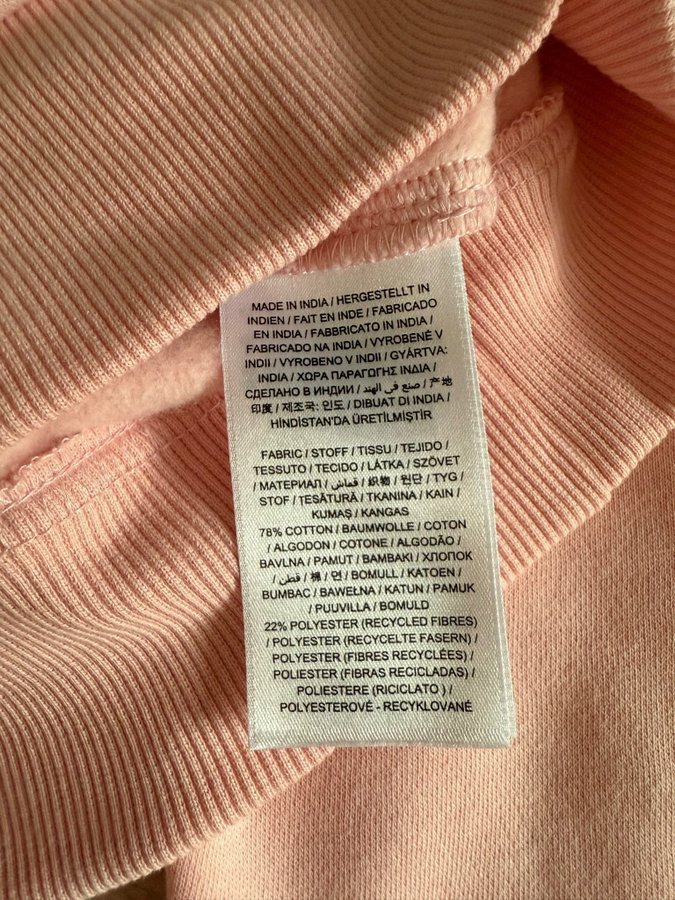 MADE IN INDIA / HERGESTELLT IN
INDIEN / FAIT EN INDE / FABRICADO
EN INDIA / FABBRICATO IN INDIA /
FABRICADO NA INDIA / VYROBENÉ V
INDII / VYROBENO V INDII / GYÁRTVA:
INDIA / ΧΩΡΑ ΠΑΡΑΓΩΓΗΣ ΙΝΔΙΑ /
СДЕЛАНО В ИНДИИ / صنع في الهند / 产地
印度 / 제조국: 인도 / DIBUAT DI INDIA /
HİNDİSTAN'DA ÜRETİLMİŞTİR
FABRIC / STOFF / TISSU / TEJIDO /
TESSUTO / TECIDO / LÁTKA / SZÖVET
/ МАТЕРИАЛ / قماش / 織物 / 원단 / TYG /
STOF / ȚESĂTURĂ / TKANINA / KAIN /
KUMAŞ / KANGAS
78% COTTON / BAUMWOLLE / COTON
/ ALGODON / COTONE / ALGODÃO /
BAVLNA / PAMUT / BAMBAKI / ХЛОПОК
/ قطن / 棉 / 면 / BOMULL / KATOEN /
BUMBAC / BAWEŁNA / KATUN / PAMUK
/ PUUVILLA / BOMULD
22% POLYESTER (RECYCLED FIBRES)
/ POLYESTER (RECYCELTE FASERN) /
POLYESTER (FIBRES RECYCLÉES) /
POLIESTER (FIBRAS RECICLADAS) /
POLIESTERE (RICICLATO ) /
POLYESTEROVÉ - RECYKLOVANÉ